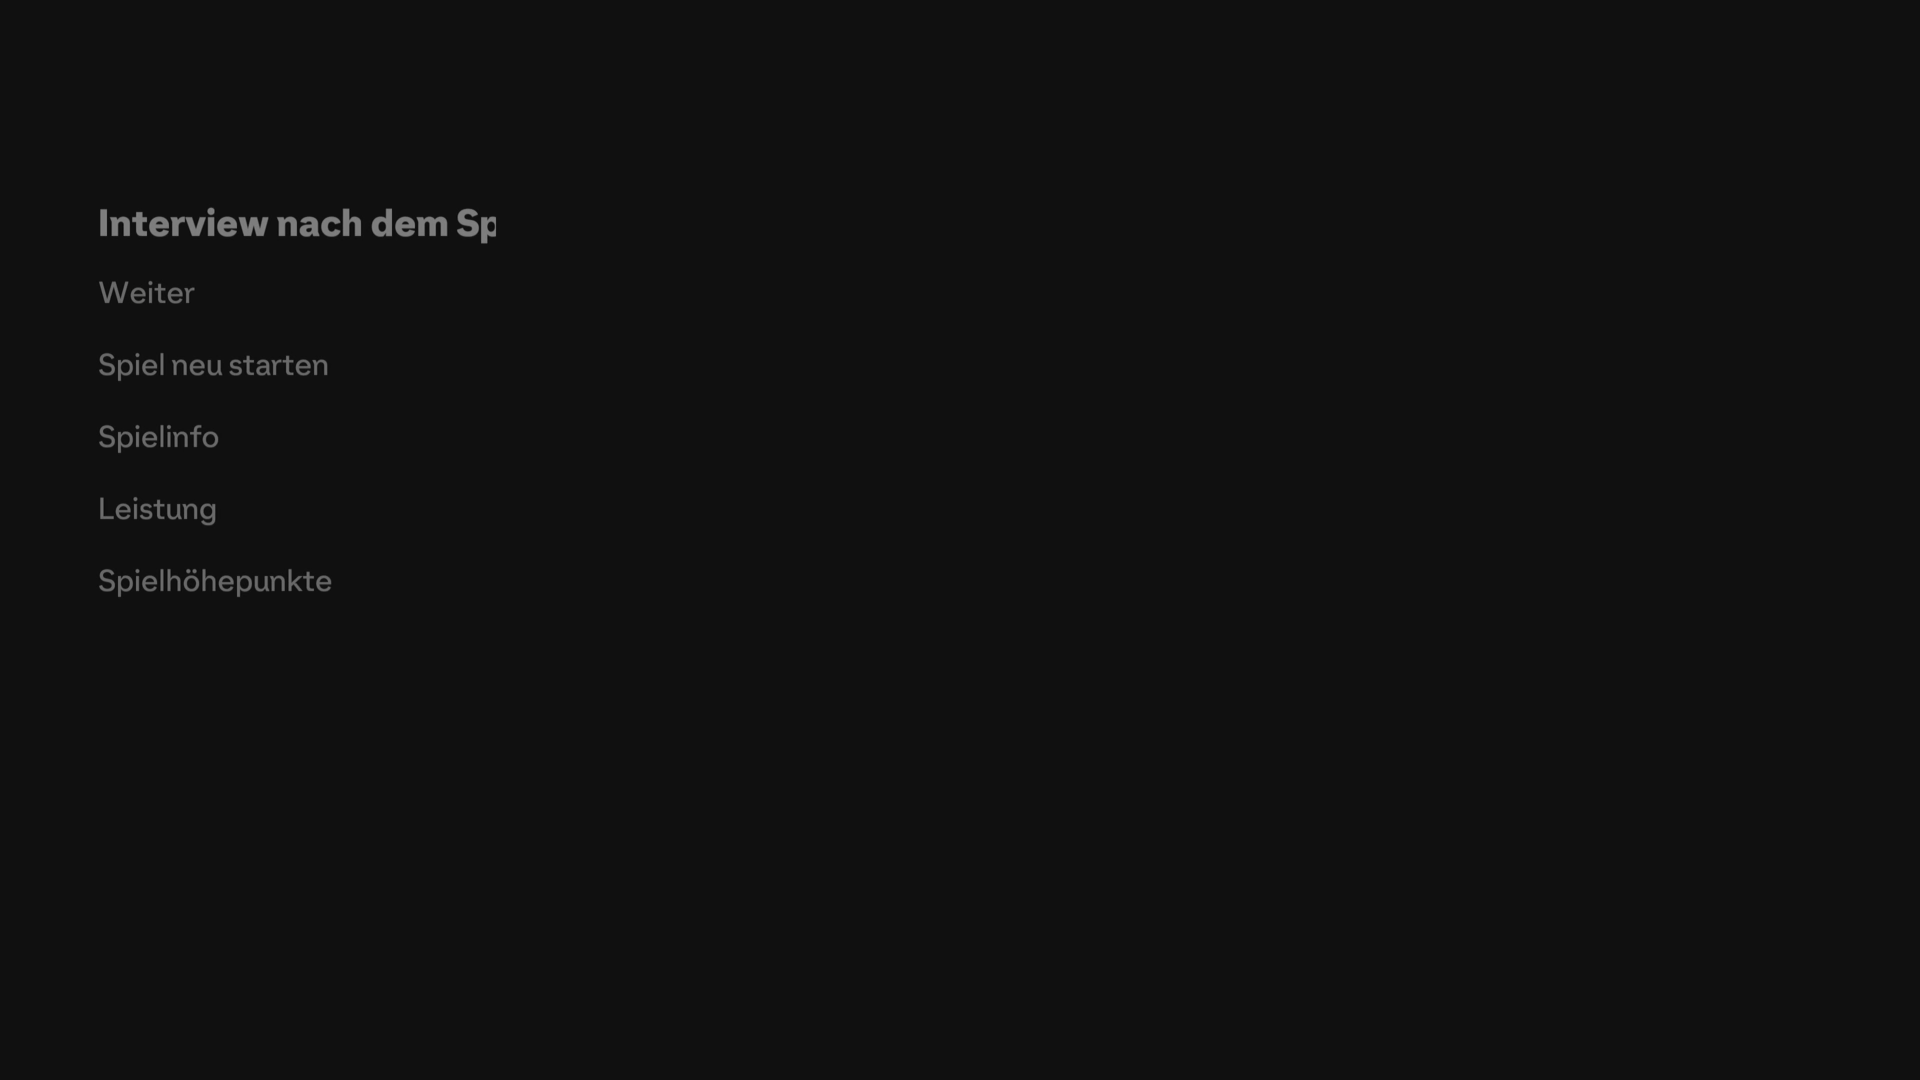 Interview nach dem Sp
Weiter
Spiel neu starten
Spielinfo
Leistung
Spielhöhepunkte